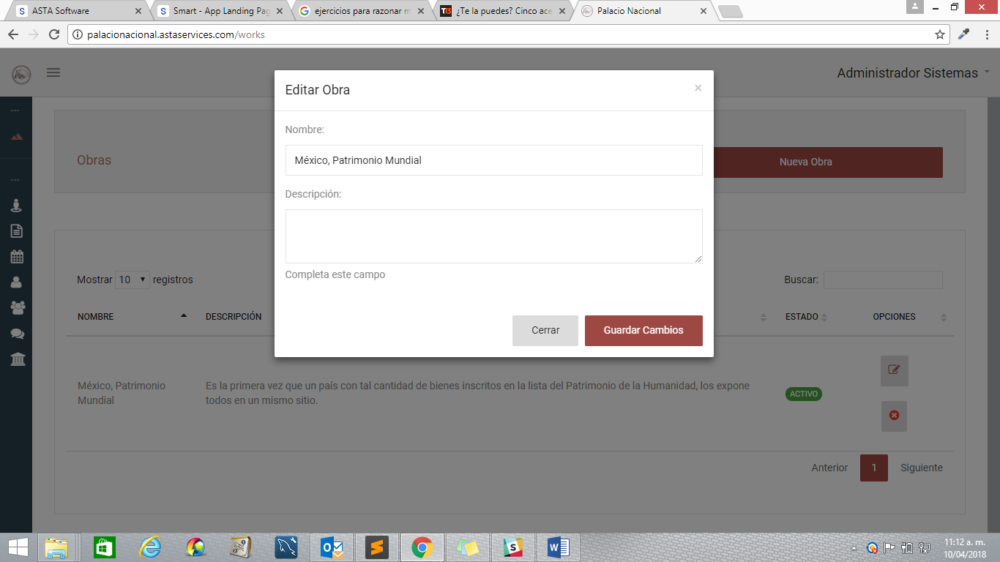 ASTA Software
Smart - App Landing Pag
ejercicios para razonar m
¿Te la puedes? Cinco ace
Palacio Nacional
palacionacional.astaservices.com/works
Administrador Sistemas
Editar Obra
×
Nombre:
México, Patrimonio Mundial
Descripción:
Completa este campo
Cerrar
Guardar Cambios
Obras
Nueva Obra
Mostrar 10 registros
Buscar:
NOMBRE DESCRIPCIÓN ESTADO OPCIONES
México, Patrimonio
Mundial
Es la primera vez que un país con tal cantidad de bienes inscritos en la lista del Patrimonio de la Humanidad, los expone
todos en un mismo sitio.
ACTIVO
Anterior 1 Siguiente
11:12 a. m.
10/04/2018